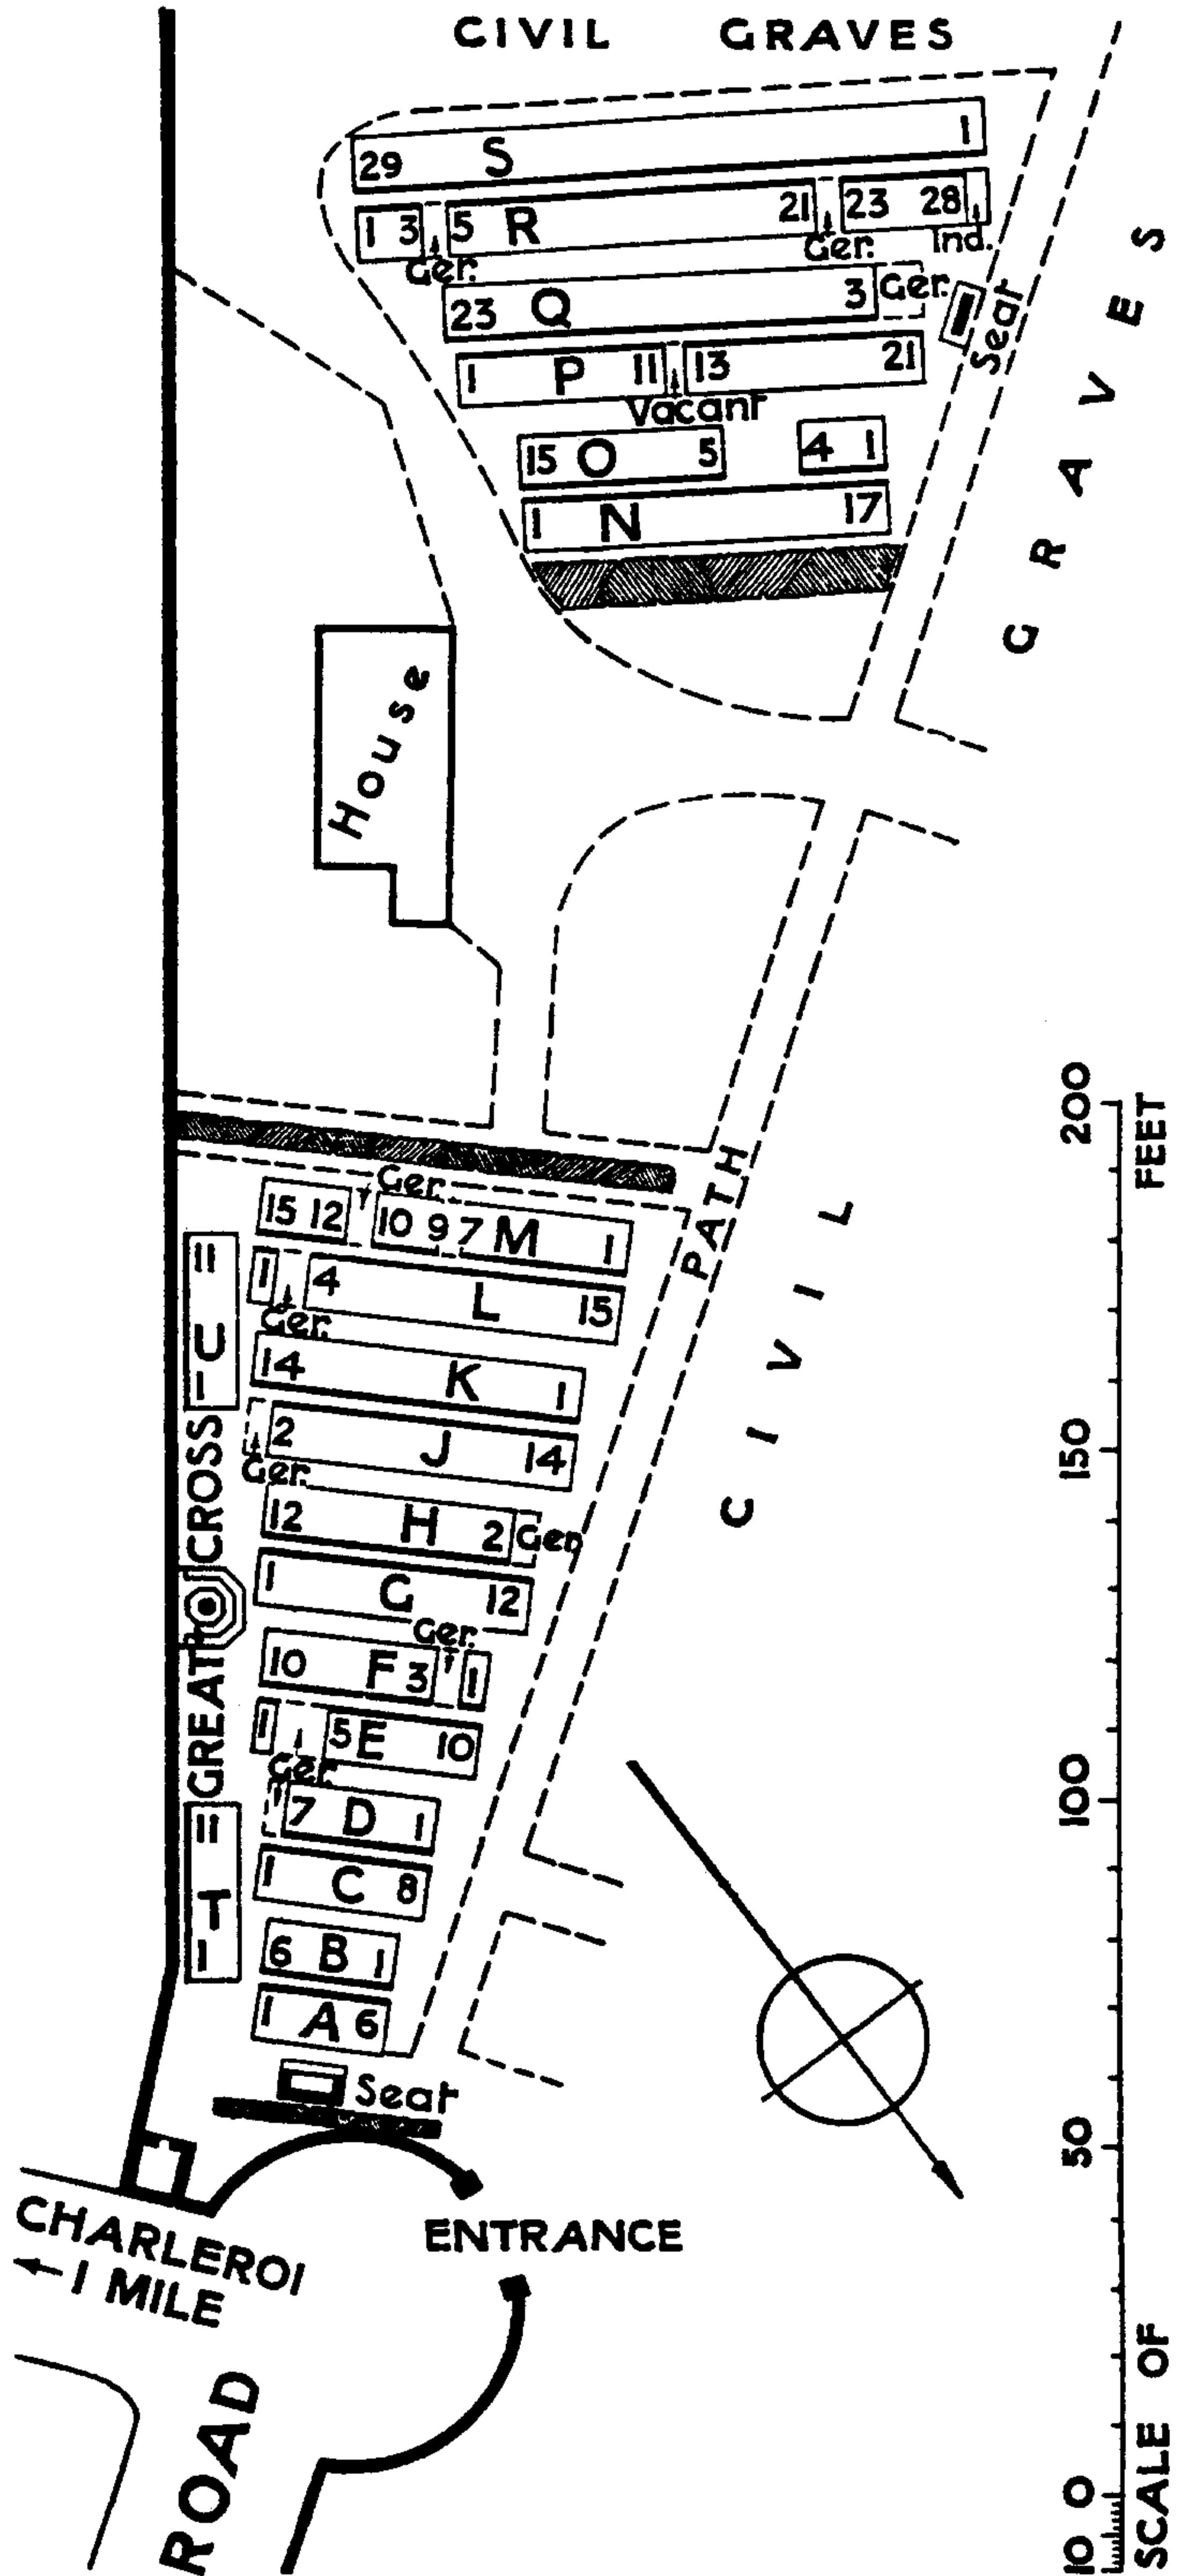 CIVIL GRAVES
29 S 1
1 3 5 R 21 23 28
Ger. Ger. Ind.
23 Q 3 Ger.
Seat
1 P 11 13 21
Vacant
15 O 5 4 1
1 N 17
House
CIVIL GRAVES
PATH
Ger.
15 12 10 9 7 M 1
1 4 L 15
Ger.
14 K 1
2 J 14
Ger.
12 H 2 Ger.
1 G 12
Ger.
10 F 3 1
1 5 E 10
Ger.
7 D 1
1 C 8
6 B 1
1 A 6
1 U 11
GREAT CROSS
1 T 11
Seat
ENTRANCE
CHARLEROI
← 1 MILE
ROAD
10 0 50 100 150 200
SCALE OF FEET